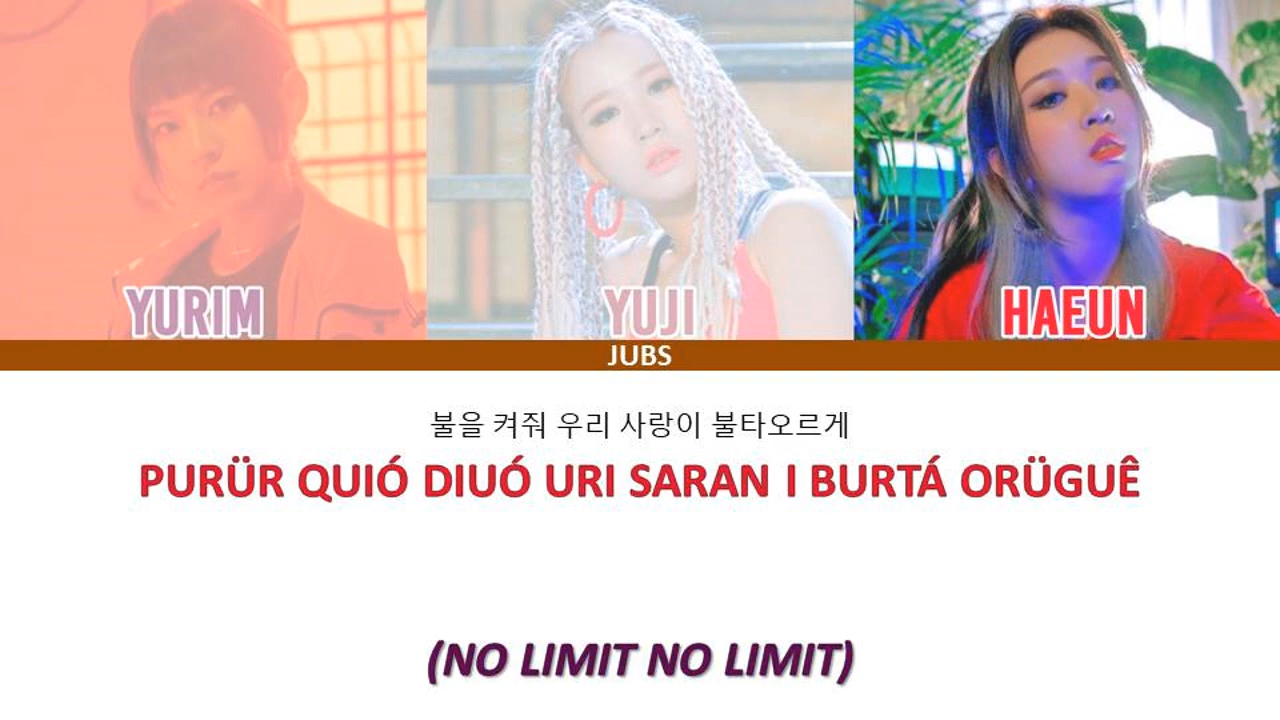 YURIM YUJI HAEUN
JUBS
불을 켜줘 우리 사랑이 불타오르게
PURÜR QUIÓ DIUÓ URI SARAN I BURTÁ ORÜGUÊ
(NO LIMIT NO LIMIT)